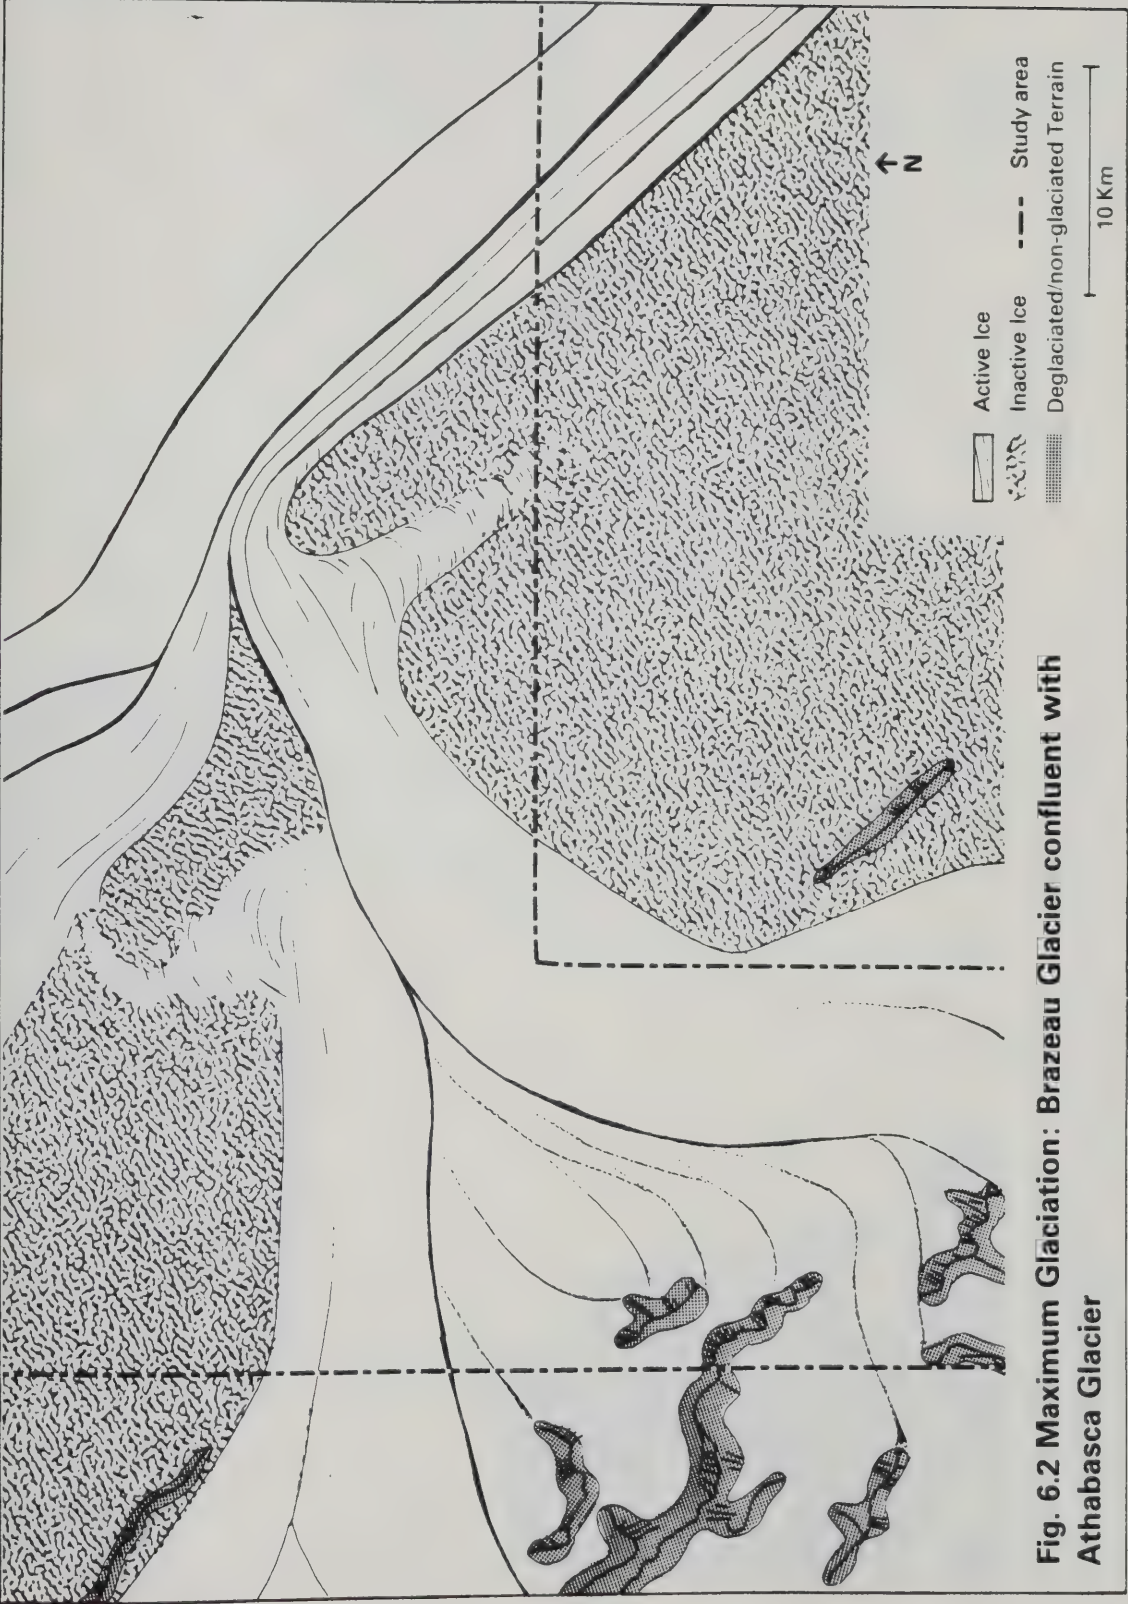 N
Active Ice
Inactive Ice
Study area
Deglaciated/non-glaciated Terrain
10 Km
Fig. 6.2 Maximum Glaciation: Brazeau Glacier confluent with
Athabasca Glacier